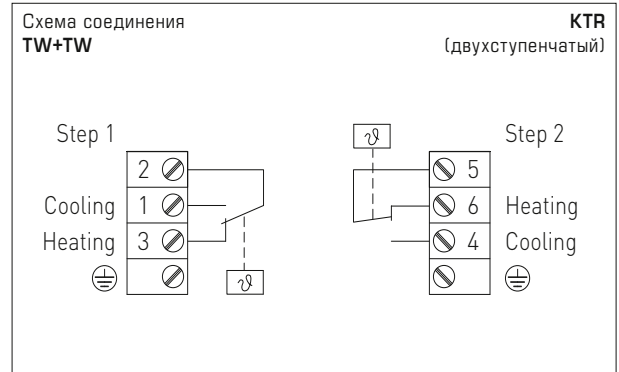 Схема соединения KTR
TW+TW (двухступенчатый)
Step 1 ϑ Step 2
2 5
Cooling 1 6 Heating
Heating 3 4 Cooling
ϑ